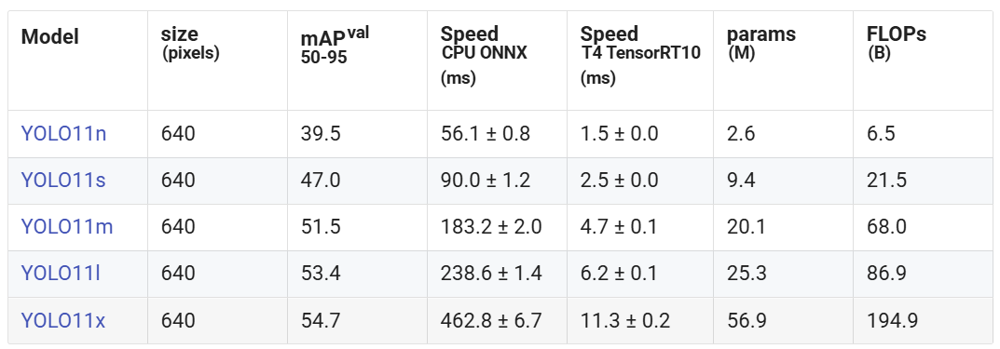 Model size (pixels) mAPval 50-95 Speed CPU ONNX (ms) Speed T4 TensorRT10 (ms) params (M) FLOPs (B)
YOLO11n 640 39.5 56.1 ± 0.8 1.5 ± 0.0 2.6 6.5
YOLO11s 640 47.0 90.0 ± 1.2 2.5 ± 0.0 9.4 21.5
YOLO11m 640 51.5 183.2 ± 2.0 4.7 ± 0.1 20.1 68.0
YOLO11l 640 53.4 238.6 ± 1.4 6.2 ± 0.1 25.3 86.9
YOLO11x 640 54.7 462.8 ± 6.7 11.3 ± 0.2 56.9 194.9